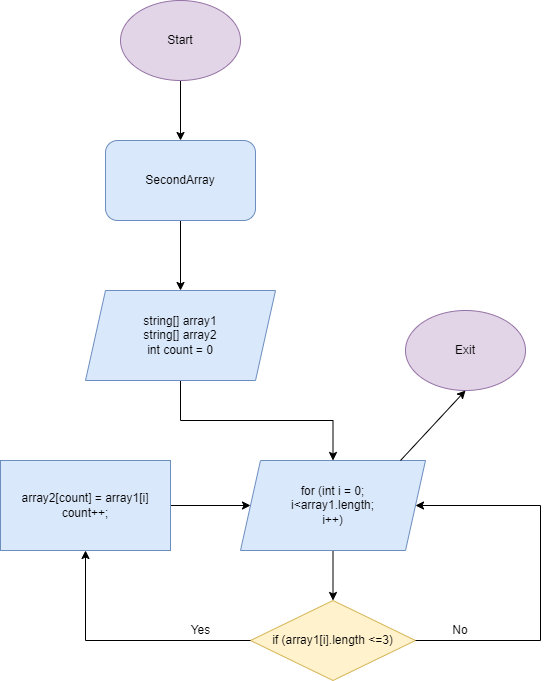 Start
SecondArray
string[] array1
string[] array2
int count = 0
Exit
for (int i = 0;
i<array1.length;
i++)
array2[count] = array1[i]
count++;
if (array1[i].length <=3)
Yes
No